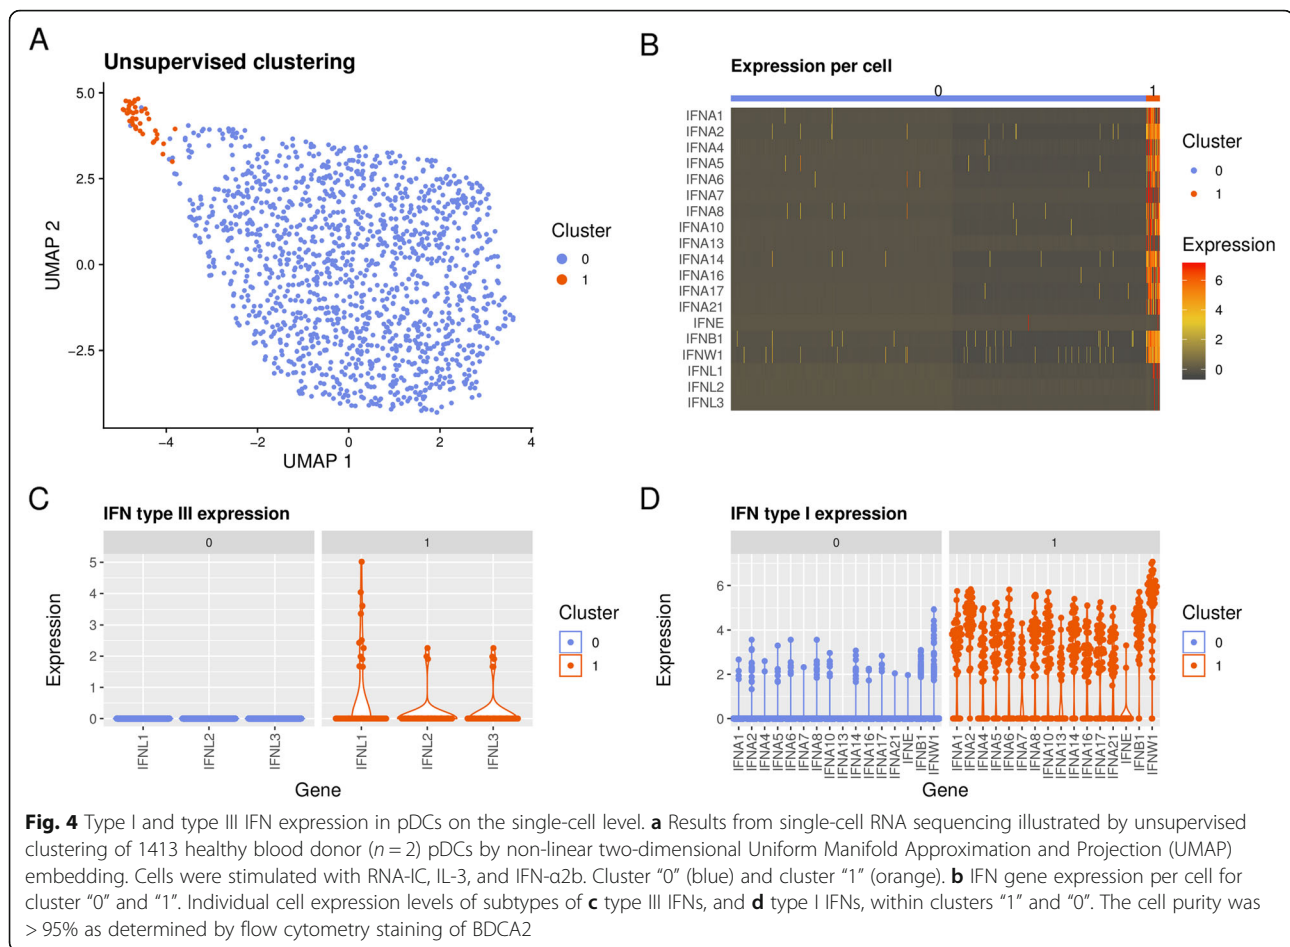 A
Unsupervised clustering
5.0
2.5
0.0
−2.5
UMAP 2
−4
−2
0
2
4
UMAP 1
Cluster
0
1
B
Expression per cell
0
1
IFNA1
IFNA2
IFNA4
IFNA5
IFNA6
IFNA7
IFNA8
IFNA10
IFNA13
IFNA14
IFNA16
IFNA17
IFNA21
IFNE
IFNB1
IFNW1
IFNL1
IFNL2
IFNL3
Cluster
0
1
Expression
6
4
2
0
C
IFN type III expression
0
1
5
4
3
2
1
0
Expression
IFNL1
IFNL2
IFNL3
IFNL1
IFNL2
IFNL3
Gene
Cluster
0
1
D
IFN type I expression
0
1
6
4
2
0
Expression
IFNA1
IFNA2
IFNA4
IFNA5
IFNA6
IFNA7
IFNA8
IFNA10
IFNA13
IFNA14
IFNA16
IFNA17
IFNA21
IFNE
IFNB1
IFNW1
IFNA1
IFNA2
IFNA4
IFNA5
IFNA6
IFNA7
IFNA8
IFNA10
IFNA13
IFNA14
IFNA16
IFNA17
IFNA21
IFNE
IFNB1
IFNW1
Gene
Cluster
0
1
Fig. 4 Type I and type III IFN expression in pDCs on the single-cell level. a Results from single-cell RNA sequencing illustrated by unsupervised
clustering of 1413 healthy blood donor (n = 2) pDCs by non-linear two-dimensional Uniform Manifold Approximation and Projection (UMAP)
embedding. Cells were stimulated with RNA-IC, IL-3, and IFN-α2b. Cluster “0” (blue) and cluster “1” (orange). b IFN gene expression per cell for
cluster “0” and “1”. Individual cell expression levels of subtypes of c type III IFNs, and d type I IFNs, within clusters “1” and “0”. The cell purity was
> 95% as determined by flow cytometry staining of BDCA2